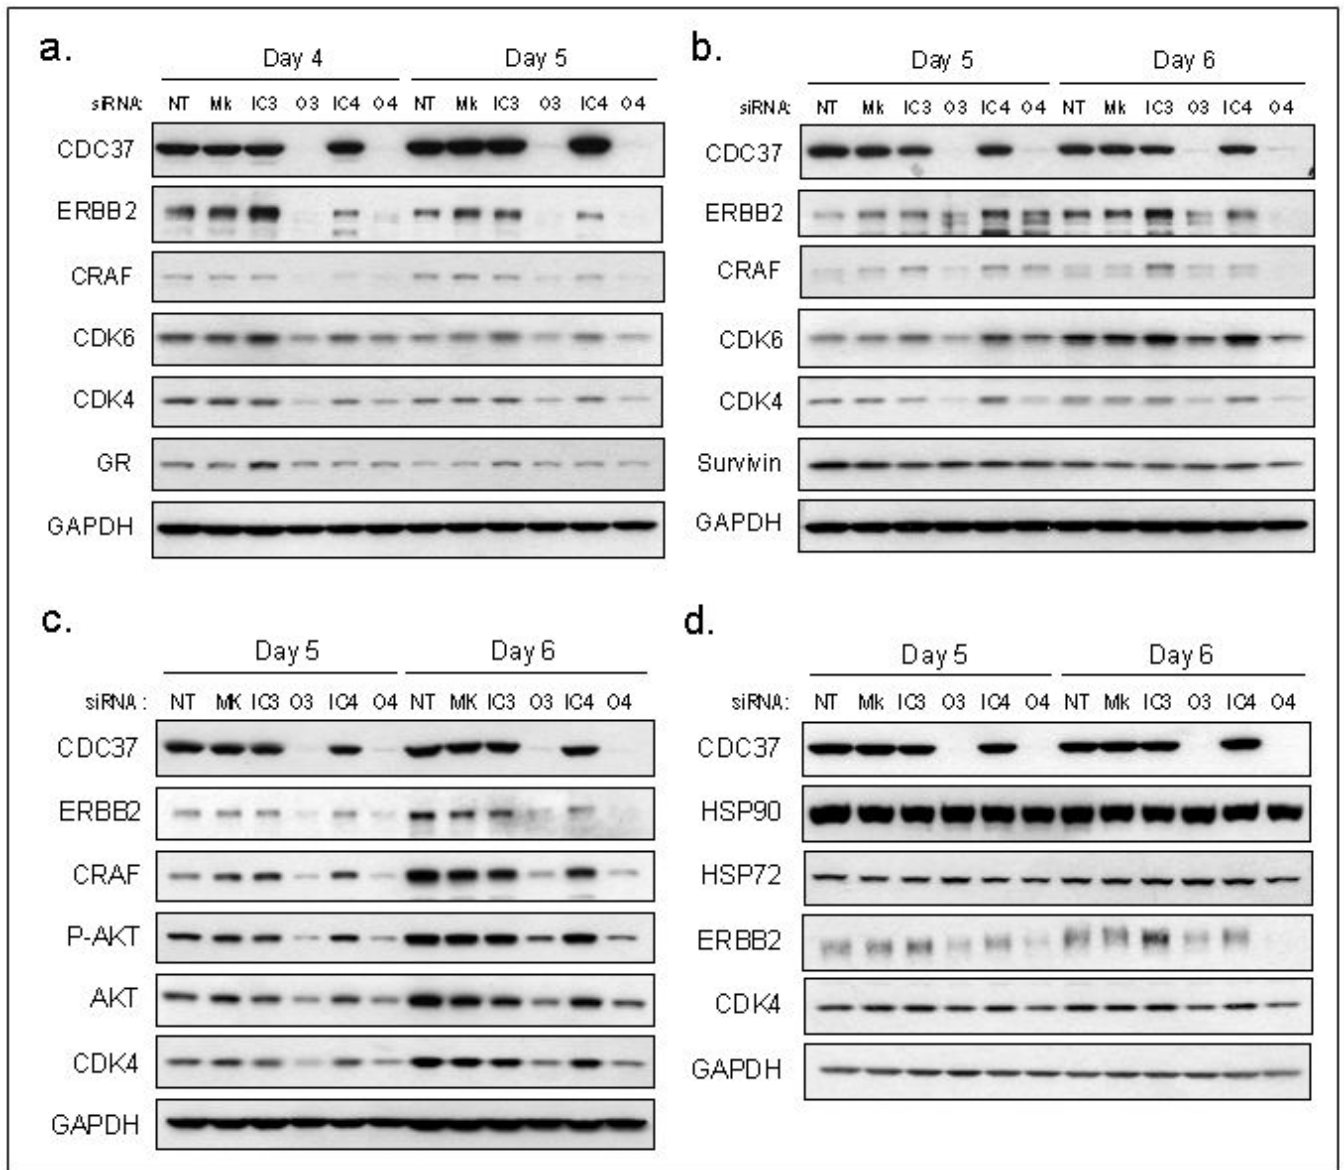 a.
Day 4 Day 5
siRNA: NT Mk IC3 O3 IC4 O4 NT Mk IC3 O3 IC4 O4
CDC37
ERBB2
CRAF
CDK6
CDK4
GR
GAPDH
b.
Day 5 Day 6
siRNA: NT Mk IC3 O3 IC4 O4 NT Mk IC3 O3 IC4 O4
CDC37
ERBB2
CRAF
CDK6
CDK4
Survivin
GAPDH
c.
Day 5 Day 6
siRNA : NT MK IC3 O3 IC4 O4 NT MK IC3 O3 IC4 O4
CDC37
ERBB2
CRAF
P-AKT
AKT
CDK4
GAPDH
d.
Day 5 Day 6
siRNA: NT Mk IC3 O3 IC4 O4 NT Mk IC3 O3 IC4 O4
CDC37
HSP90
HSP72
ERBB2
CDK4
GAPDH